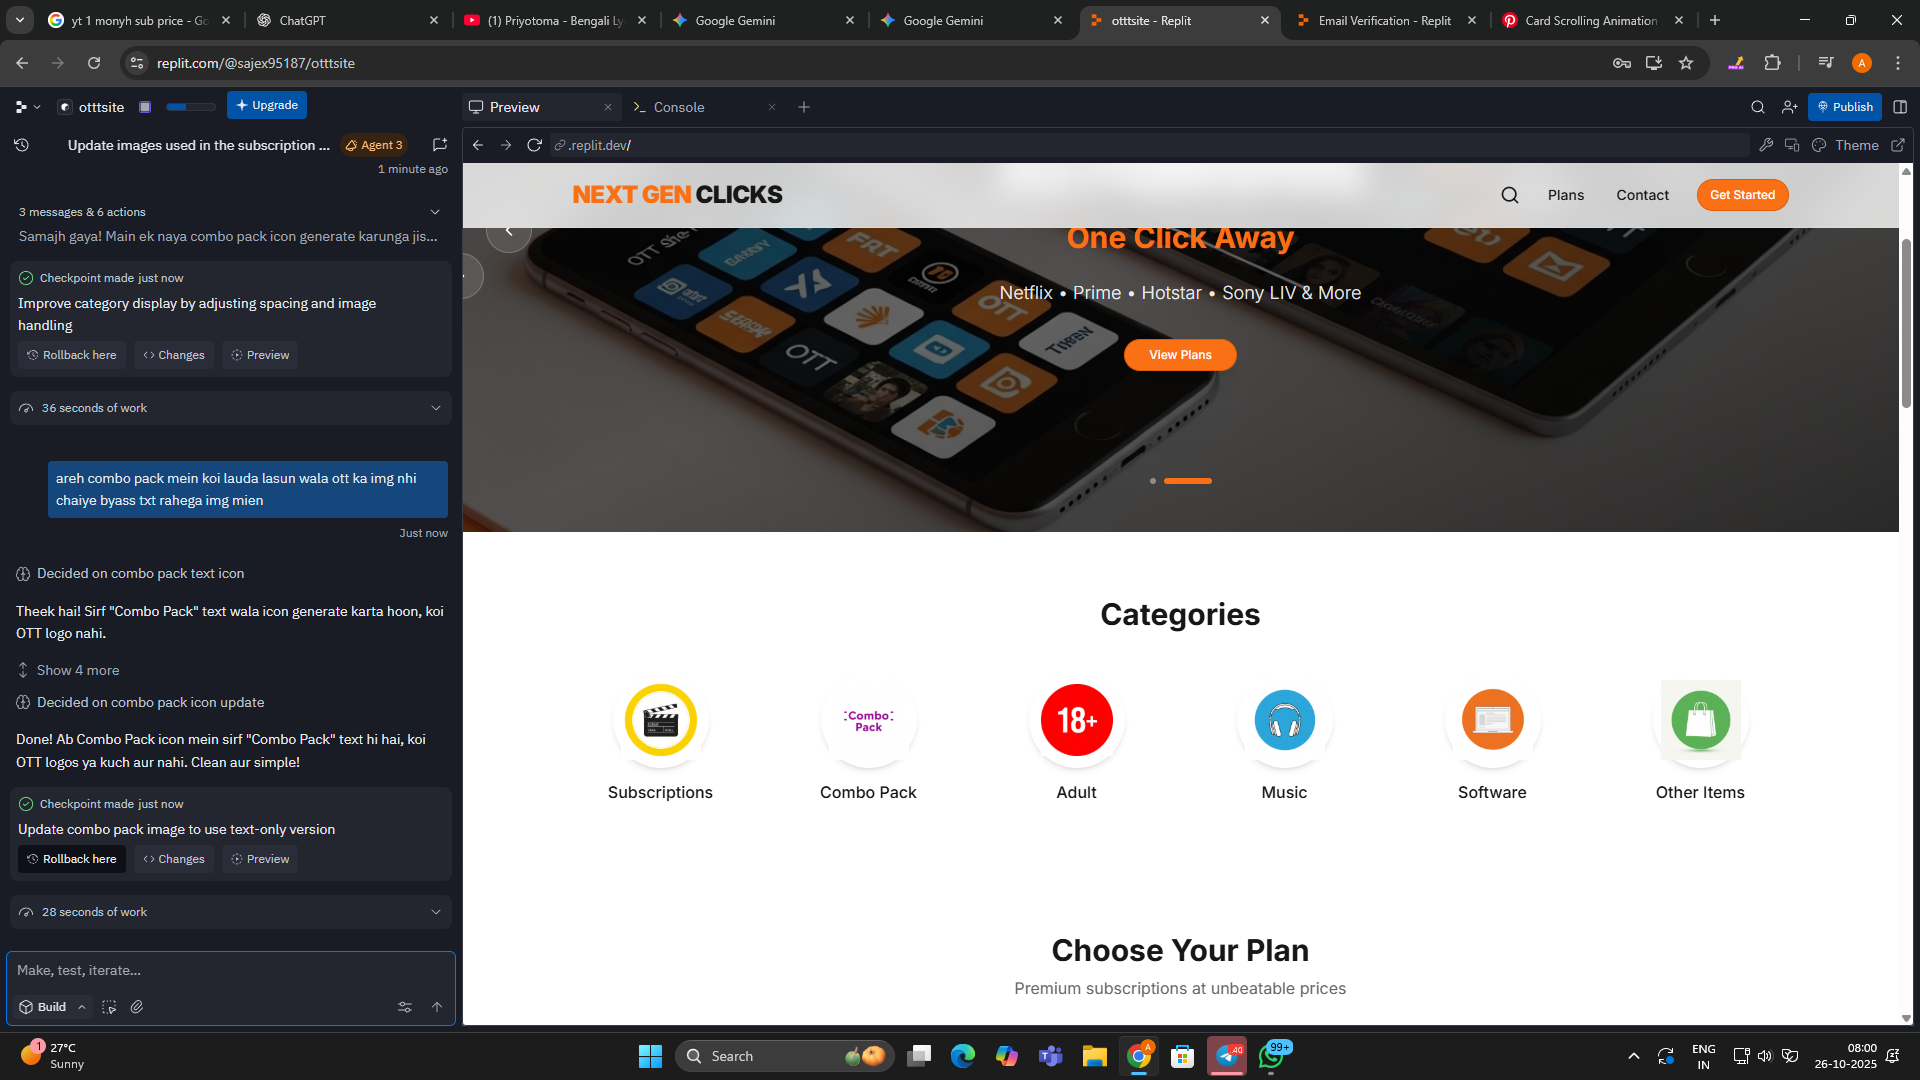 yt 1 monyh sub price - Go
ChatGPT
(1) Priyotoma - Bengali Ly
Google Gemini
Google Gemini
otttsite - Replit
Email Verification - Replit
Card Scrolling Animation
replit.com/@sajex95187/otttsite
A
otttsite
Upgrade
Preview
Console
Publish
Update images used in the subscription ...
Agent 3
1 minute ago
.replit.dev/
Theme
3 messages & 6 actions
Samajh gaya! Main ek naya combo pack icon generate karunga jis...
Checkpoint made just now
Improve category display by adjusting spacing and image
handling
Rollback here
Changes
Preview
36 seconds of work
areh combo pack mein koi lauda lasun wala ott ka img nhi
chaiye byass txt rahega img mien
Just now
Decided on combo pack text icon
Theek hai! Sirf "Combo Pack" text wala icon generate karta hoon, koi
OTT logo nahi.
Show 4 more
Decided on combo pack icon update
Done! Ab Combo Pack icon mein sirf "Combo Pack" text hi hai, koi
OTT logos ya kuch aur nahi. Clean aur simple!
Checkpoint made just now
Update combo pack image to use text-only version
Rollback here
Changes
Preview
28 seconds of work
Make, test, iterate...
Build
NEXT GEN CLICKS
Plans
Contact
Get Started
One Click Away
Netflix • Prime • Hotstar • Sony LIV & More
View Plans
OTT
OTT
Categories
Combo
Pack
18+
Subscriptions
Combo Pack
Adult
Music
Software
Other Items
Choose Your Plan
Premium subscriptions at unbeatable prices
1
27°C
Sunny
Search
A
40
99+
ENG
IN
08:00
26-10-2025